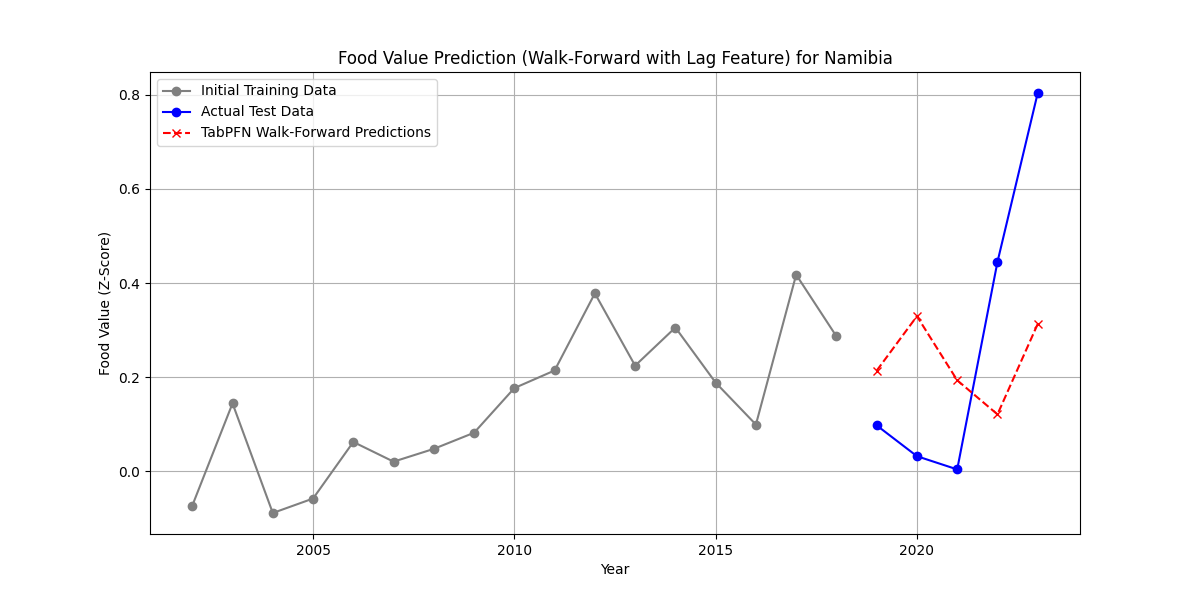 Food Value Prediction (Walk-Forward with Lag Feature) for Namibia
Initial Training Data
Actual Test Data
TabPFN Walk-Forward Predictions
Food Value (Z-Score)
0.8
0.6
0.4
0.2
0.0
2005
2010
2015
2020
Year